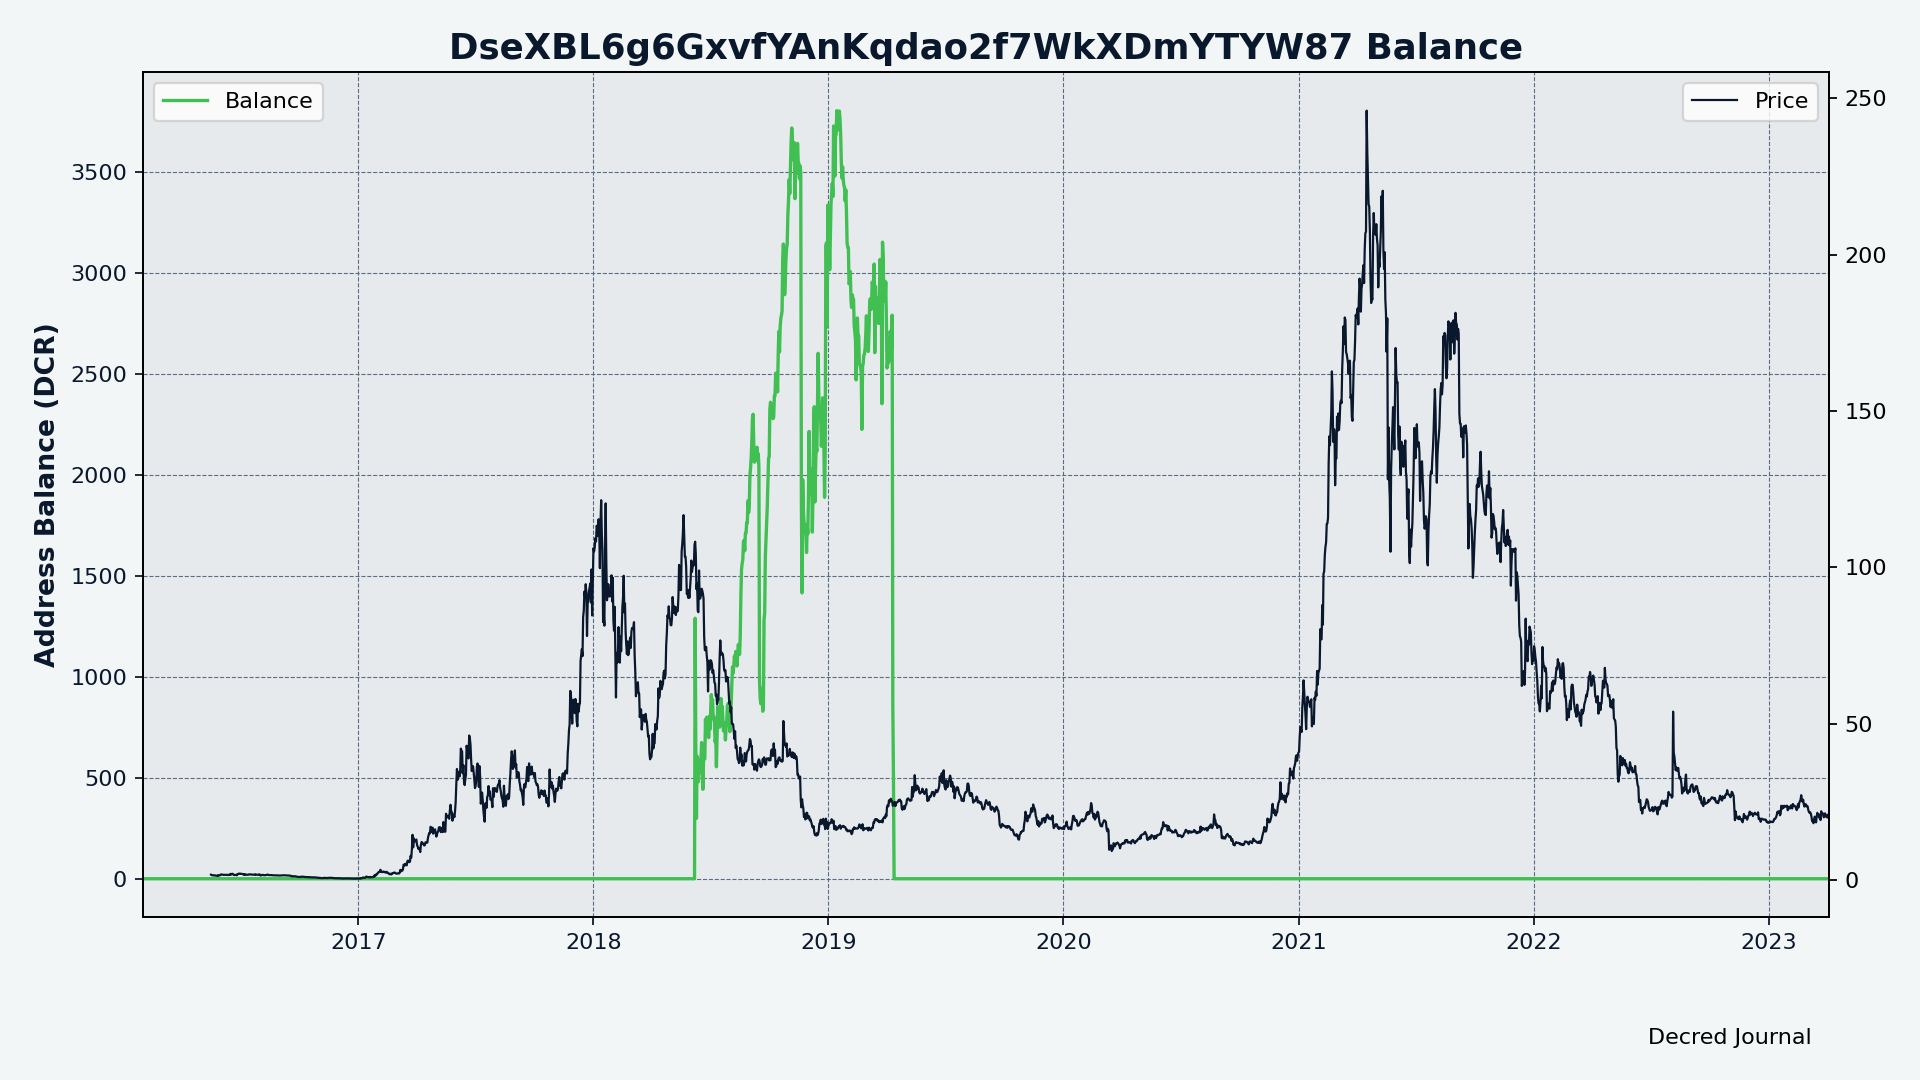 DseXBL6g6GxvfYAnKqdao2f7WkXDmYTYW87 Balance
Balance
Price
Address Balance (DCR)
3500
3000
2500
2000
1500
1000
500
0
250
200
150
100
50
0
2017 2018 2019 2020 2021 2022 2023
Decred Journal